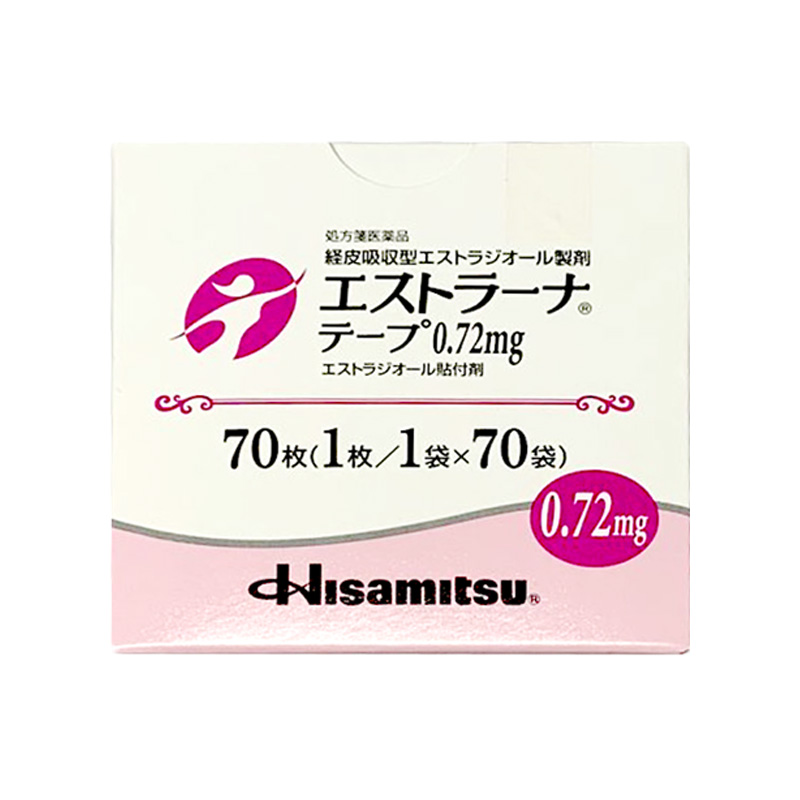 処方箋医薬品
経皮吸収型エストラジオール製剤
エストラーナ®
テープ0.72mg
エストラジオール貼付剤
70枚(1枚/1袋×70袋)
0.72mg
Hisamitsu®